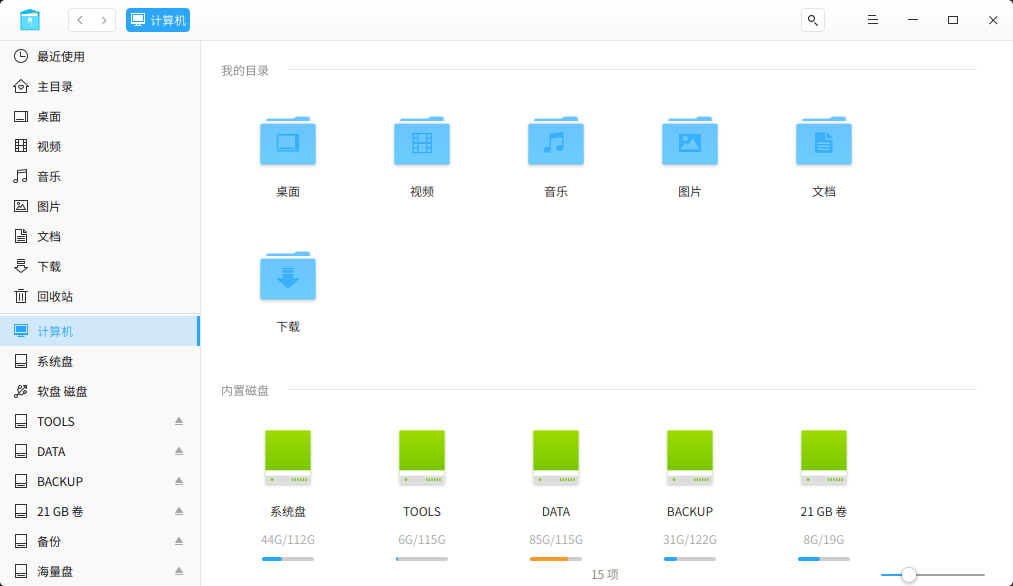 计算机
最近使用
主目录
桌面
视频
音乐
图片
文档
下载
回收站
计算机
系统盘
软盘 磁盘
TOOLS
DATA
BACKUP
21 GB 卷
备份
海量盘
我的目录
桌面
视频
音乐
图片
文档
下载
内置磁盘
系统盘
TOOLS
DATA
BACKUP
21 GB 卷
44G/112G
6G/115G
85G/115G
31G/122G
8G/19G
15 项